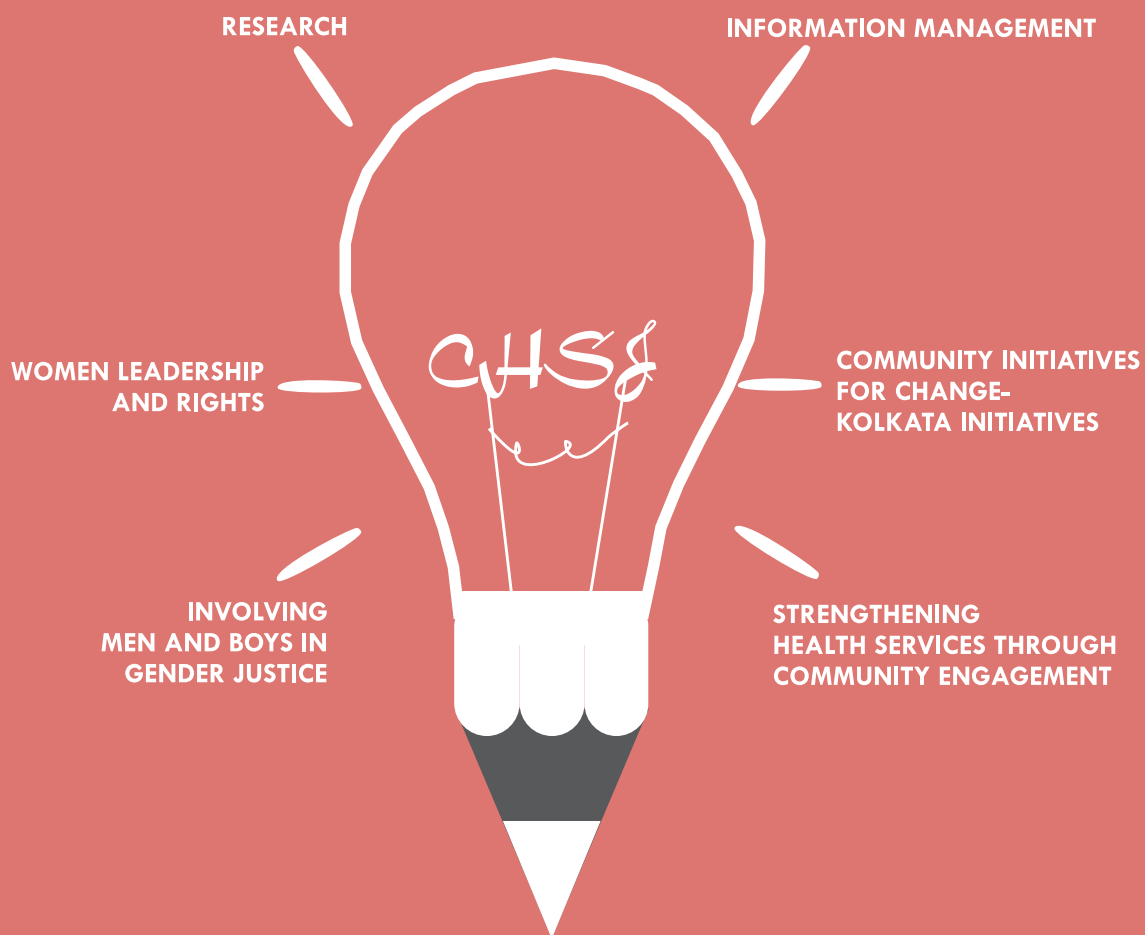 RESEARCH
INFORMATION MANAGEMENT
CHSJ
WOMEN LEADERSHIP
AND RIGHTS
COMMUNITY INITIATIVES
FOR CHANGE-
KOLKATA INITIATIVES
INVOLVING
MEN AND BOYS IN
GENDER JUSTICE
STRENGTHENING
HEALTH SERVICES THROUGH
COMMUNITY ENGAGEMENT